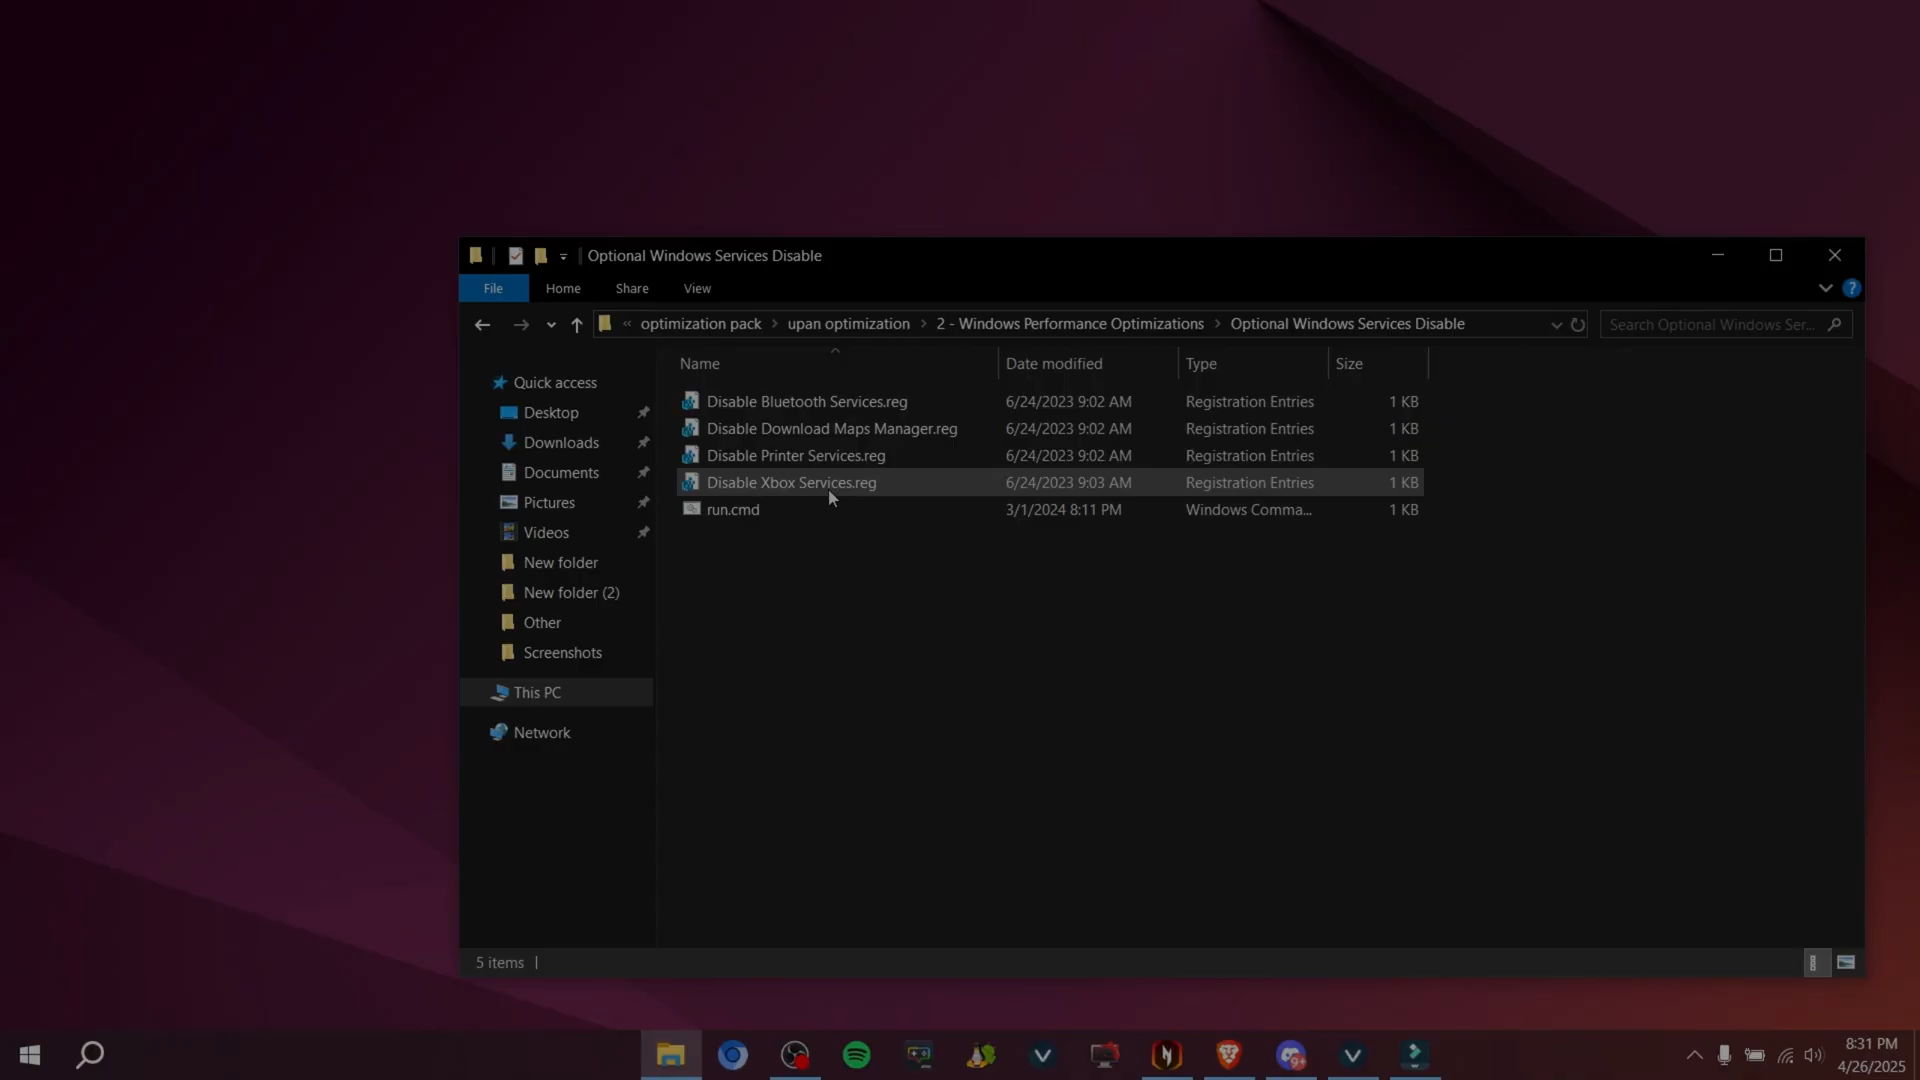 Optional Windows Services Disable
File Home Share View ?
« optimization pack > upan optimization > 2 - Windows Performance Optimizations > Optional Windows Services Disable
Search Optional Windows Ser...
Name Date modified Type Size
Quick access
Desktop
Downloads
Documents
Pictures
Videos
New folder
New folder (2)
Other
Screenshots
This PC
Network
Disable Bluetooth Services.reg 6/24/2023 9:02 AM Registration Entries 1 KB
Disable Download Maps Manager.reg 6/24/2023 9:02 AM Registration Entries 1 KB
Disable Printer Services.reg 6/24/2023 9:02 AM Registration Entries 1 KB
Disable Xbox Services.reg 6/24/2023 9:03 AM Registration Entries 1 KB
run.cmd 3/1/2024 8:11 PM Windows Comma... 1 KB
5 items
9+
8:31 PM
4/26/2025